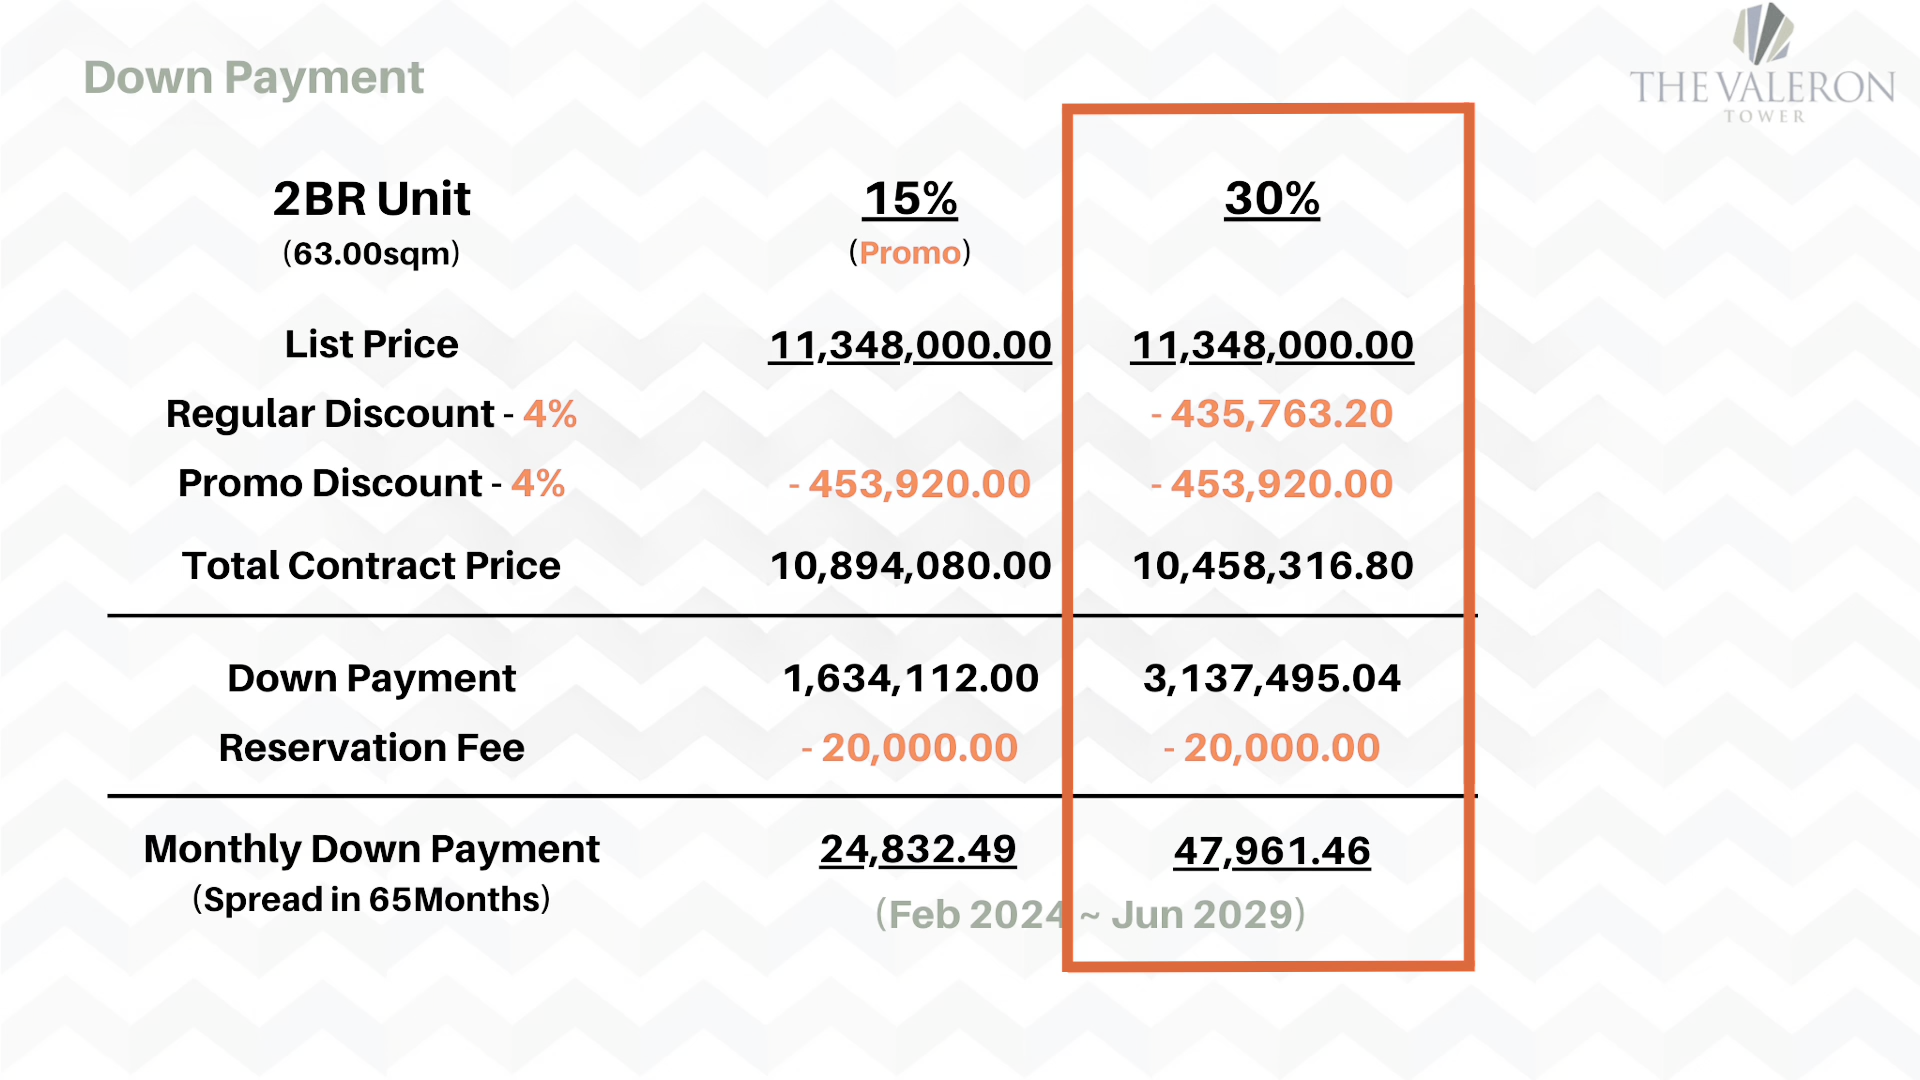 Down Payment
THE VALERON
TOWER
2BR Unit 15% 30%
(63.00sqm) (Promo)
List Price 11,348,000.00 11,348,000.00
Regular Discount - 4% - 435,763.20
Promo Discount - 4% - 453,920.00 - 453,920.00
Total Contract Price 10,894,080.00 10,458,316.80
Down Payment 1,634,112.00 3,137,495.04
Reservation Fee - 20,000.00 - 20,000.00
Monthly Down Payment 24,832.49 47,961.46
(Spread in 65Months) (Feb 2024 ~ Jun 2029)